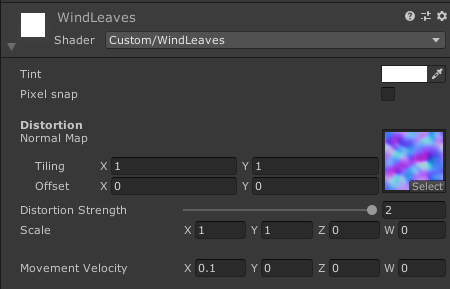 WindLeaves
Shader Custom/WindLeaves
Tint
Pixel snap
Distortion
Normal Map
Tiling X 1 Y 1
Offset X 0 Y 0
Select
Distortion Strength 2
Scale X 1 Y 1 Z 0 W 0
Movement Velocity X 0.1 Y 0 Z 0 W 0